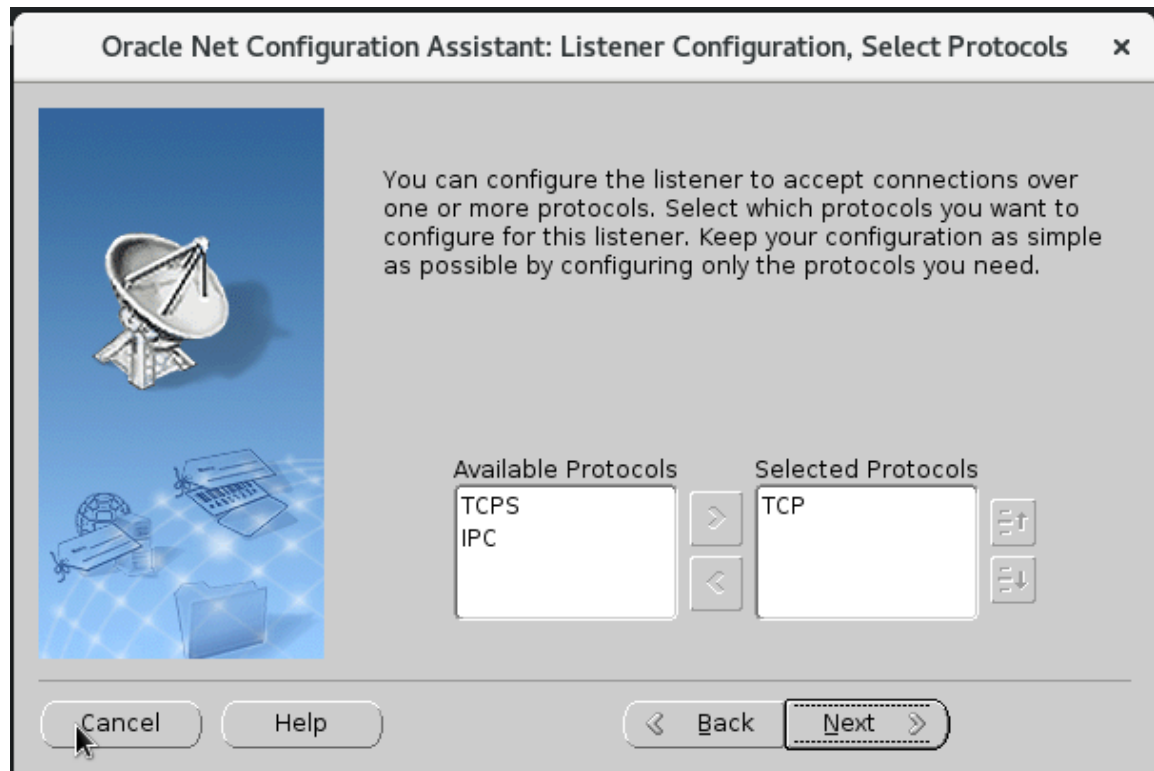 Oracle Net Configuration Assistant: Listener Configuration, Select Protocols
You can configure the listener to accept connections over
one or more protocols. Select which protocols you want to
configure for this listener. Keep your configuration as simple
as possible by configuring only the protocols you need.
Available Protocols
TCPS
IPC
Selected Protocols
TCP
Cancel
Help
Back
Next